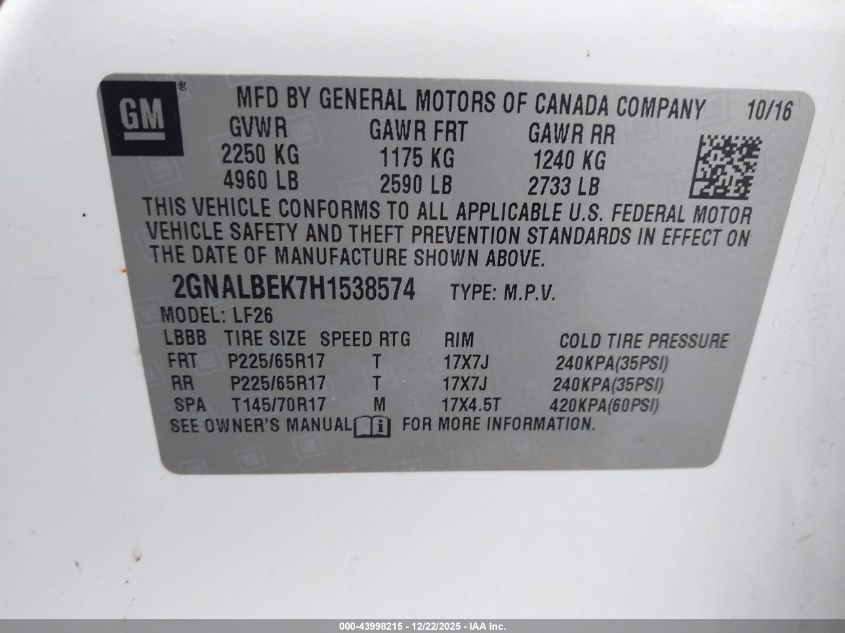 GM ®
MFD BY GENERAL MOTORS OF CANADA COMPANY 10/16
GVWR GAWR FRT GAWR RR
2250 KG 1175 KG 1240 KG
4960 LB 2590 LB 2733 LB
THIS VEHICLE CONFORMS TO ALL APPLICABLE U.S. FEDERAL MOTOR
VEHICLE SAFETY AND THEFT PREVENTION STANDARDS IN EFFECT ON
THE DATE OF MANUFACTURE SHOWN ABOVE.
2GNALBEK7H1538574 TYPE: M.P.V.
MODEL: LF26
LBBB TIRE SIZE SPEED RTG RIM COLD TIRE PRESSURE
FRT P225/65R17 T 17X7J 240KPA(35PSI)
RR P225/65R17 T 17X7J 240KPA(35PSI)
SPA T145/70R17 M 17X4.5T 420KPA(60PSI)
SEE OWNER'S MANUAL i FOR MORE INFORMATION.
000-43998215 - 12/22/2025 - IAA Inc.